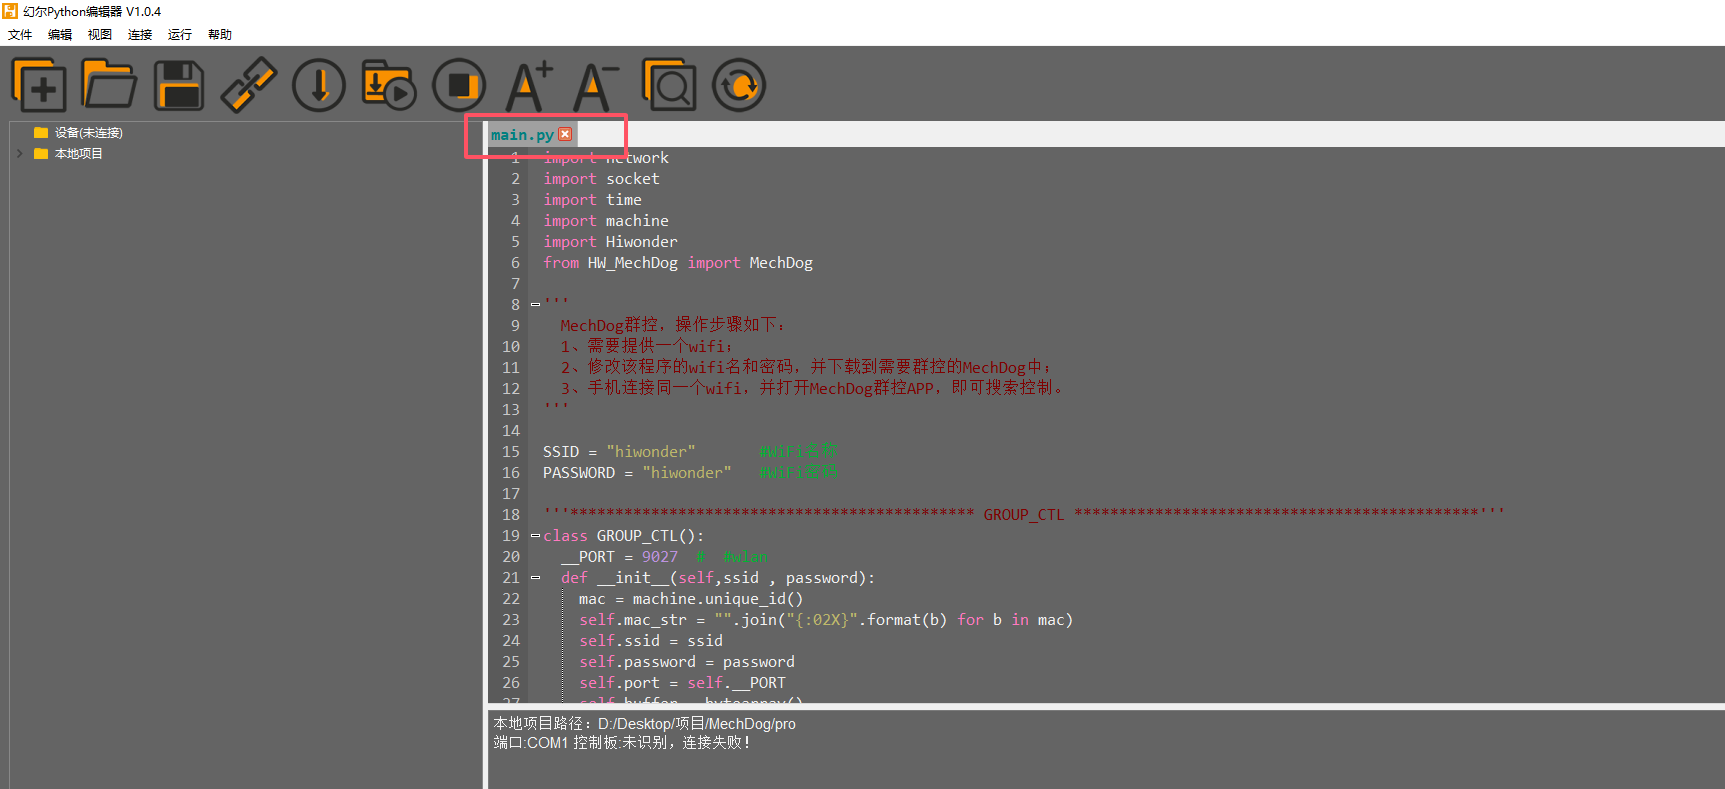 幻尔Python编辑器 V1.0.4
文件 编辑 视图 连接 运行 帮助
设备(未连接)
本地项目
main.py
1 import network
2 import socket
3 import time
4 import machine
5 import Hiwonder
6 from HW_MechDog import MechDog
7
8 '''
9 MechDog群控，操作步骤如下：
10 1、需要提供一个wifi；
11 2、修改该程序的wifi名和密码，并下载到需要群控的MechDog中；
12 3、手机连接同一个wifi，并打开MechDog群控APP，即可搜索控制。
13 '''
14
15 SSID = "hiwonder" #WiFi名称
16 PASSWORD = "hiwonder" #WiFi密码
17
18 '''********************************************* GROUP_CTL *********************************************'''
19 class GROUP_CTL():
20 __PORT = 9027 # #wlan
21 def __init__(self,ssid , password):
22 mac = machine.unique_id()
23 self.mac_str = "".join("{:02X}".format(b) for b in mac)
24 self.ssid = ssid
25 self.password = password
26 self.port = self.__PORT
27 self.buffer = bytearray()
本地项目路径：D:/Desktop/项目/MechDog/pro
端口:COM1 控制板:未识别，连接失败！